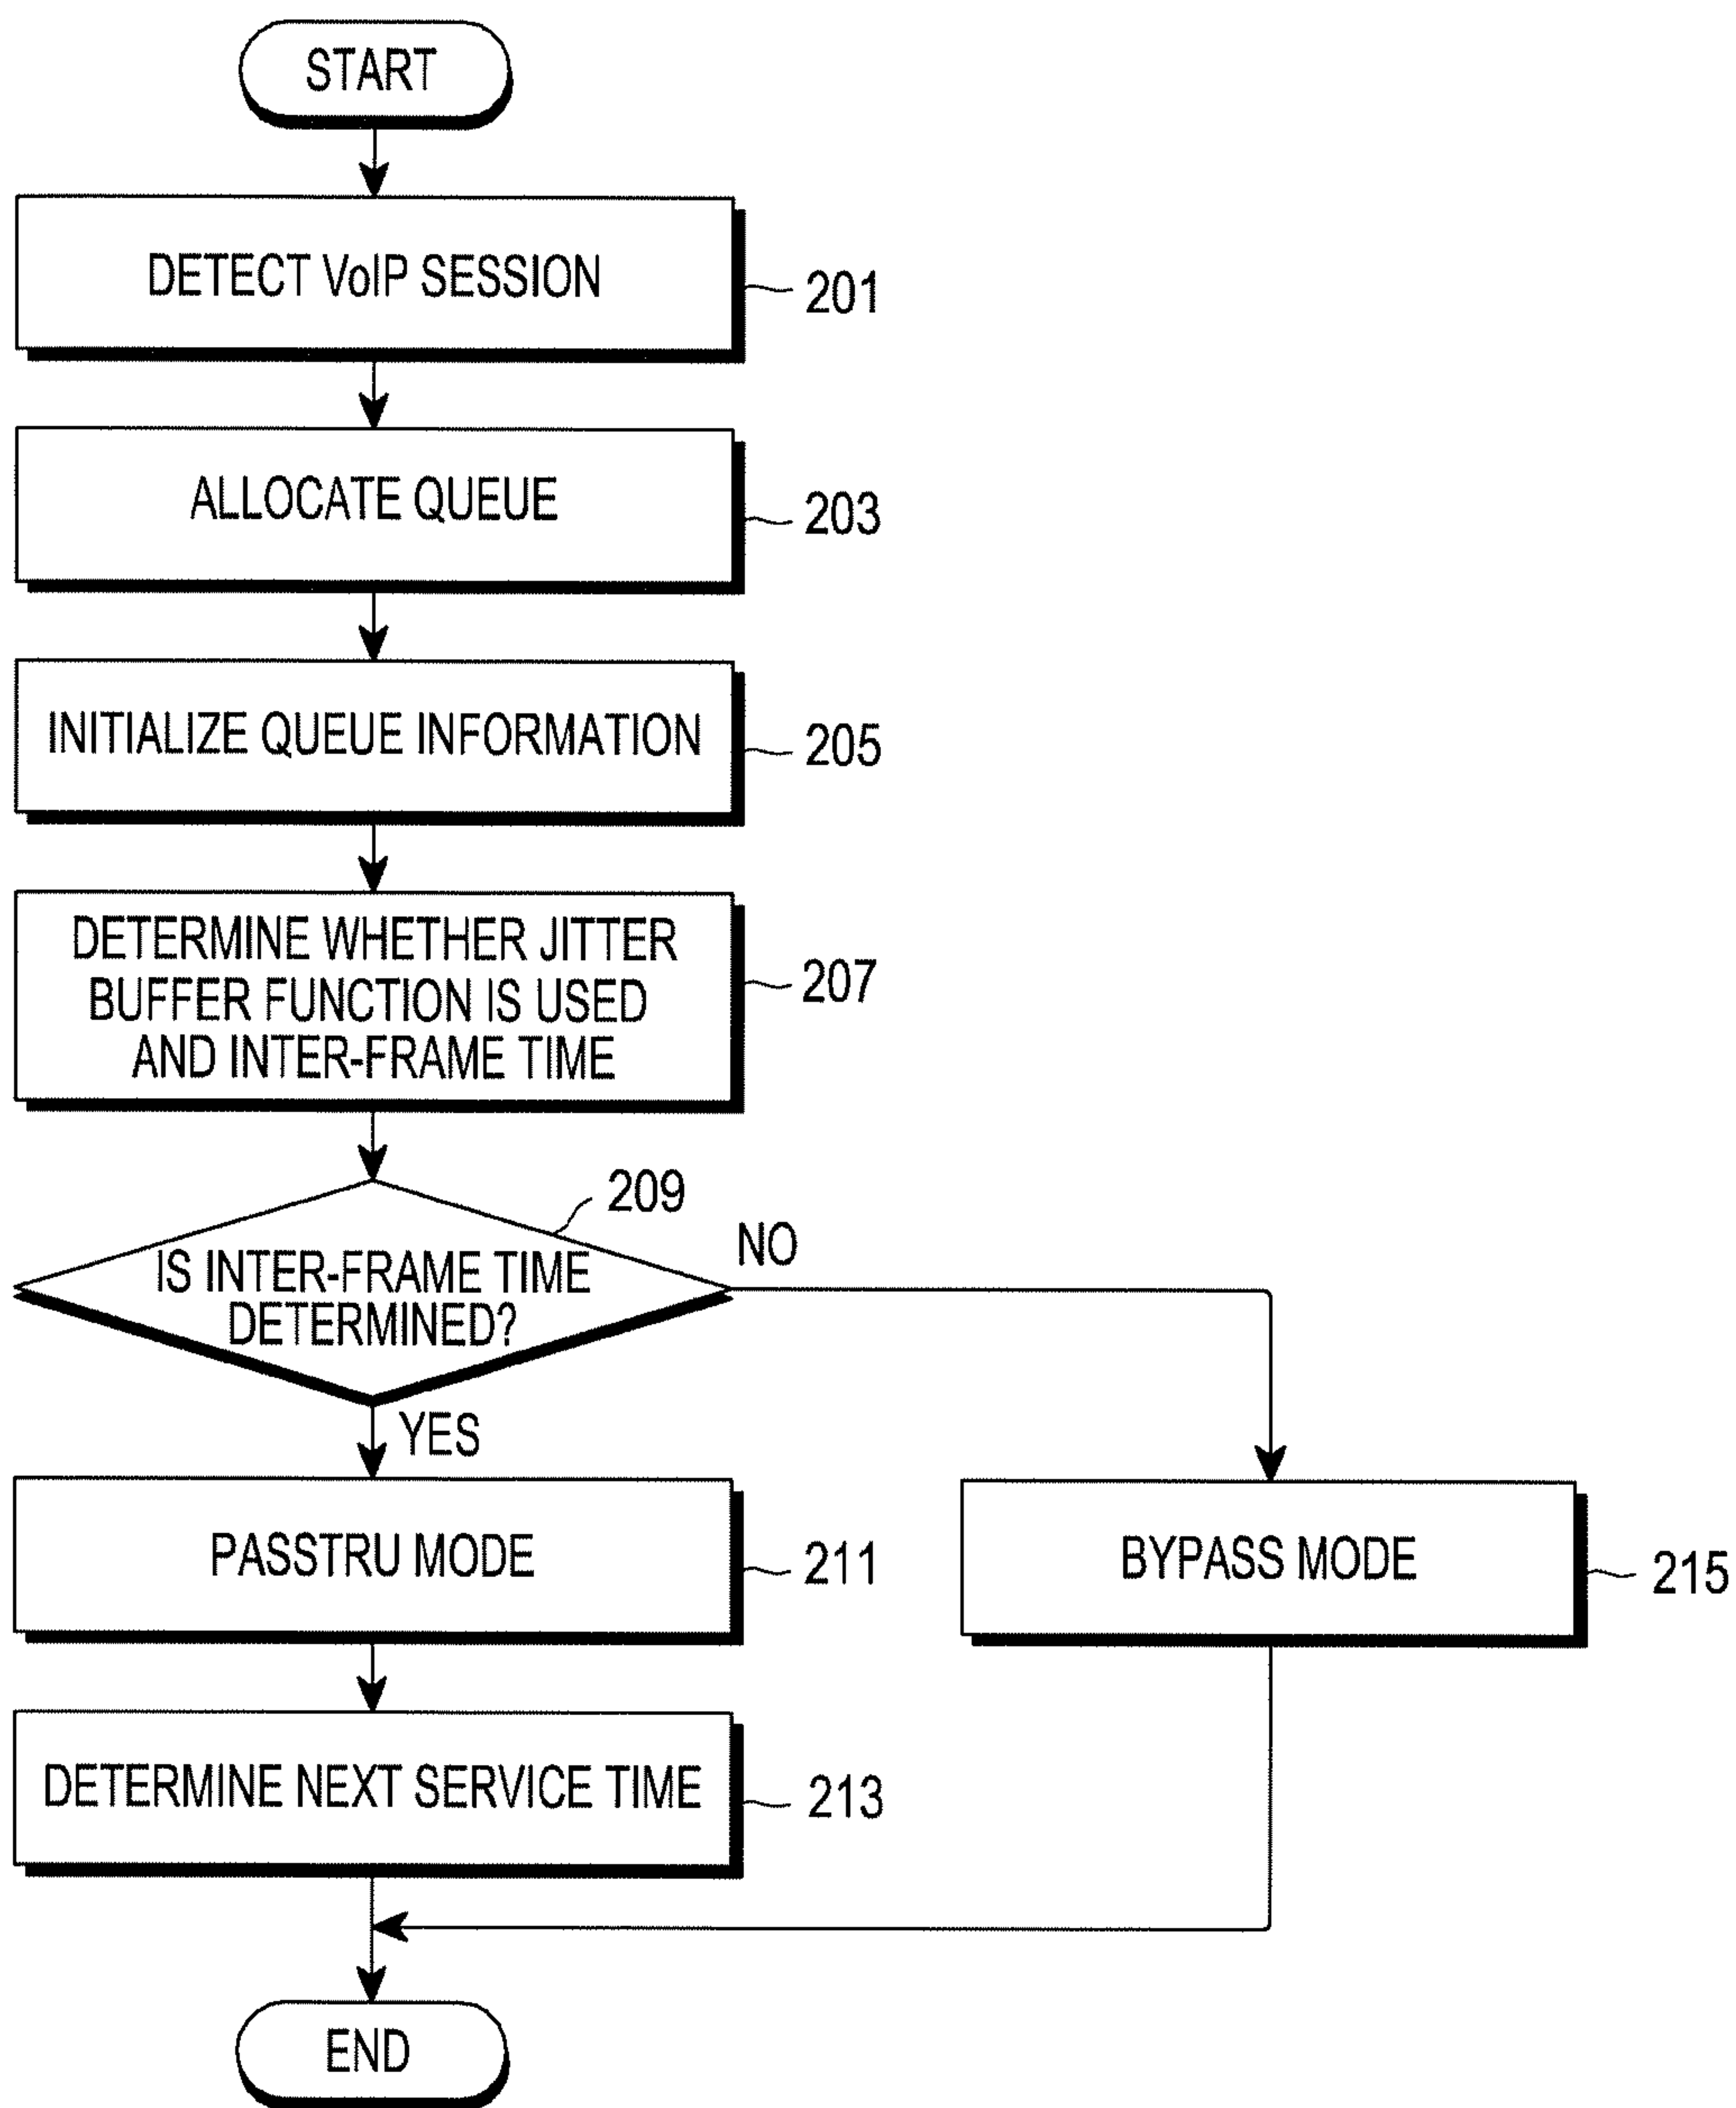 START
DETECT VoIP SESSION
201
ALLOCATE QUEUE
203
INITIALIZE QUEUE INFORMATION
205
DETERMINE WHETHER JITTER
BUFFER FUNCTION IS USED
AND INTER-FRAME TIME
207
209
IS INTER-FRAME TIME
DETERMINED?
NO
YES
PASSTRU MODE
211
BYPASS MODE
215
DETERMINE NEXT SERVICE TIME
213
END